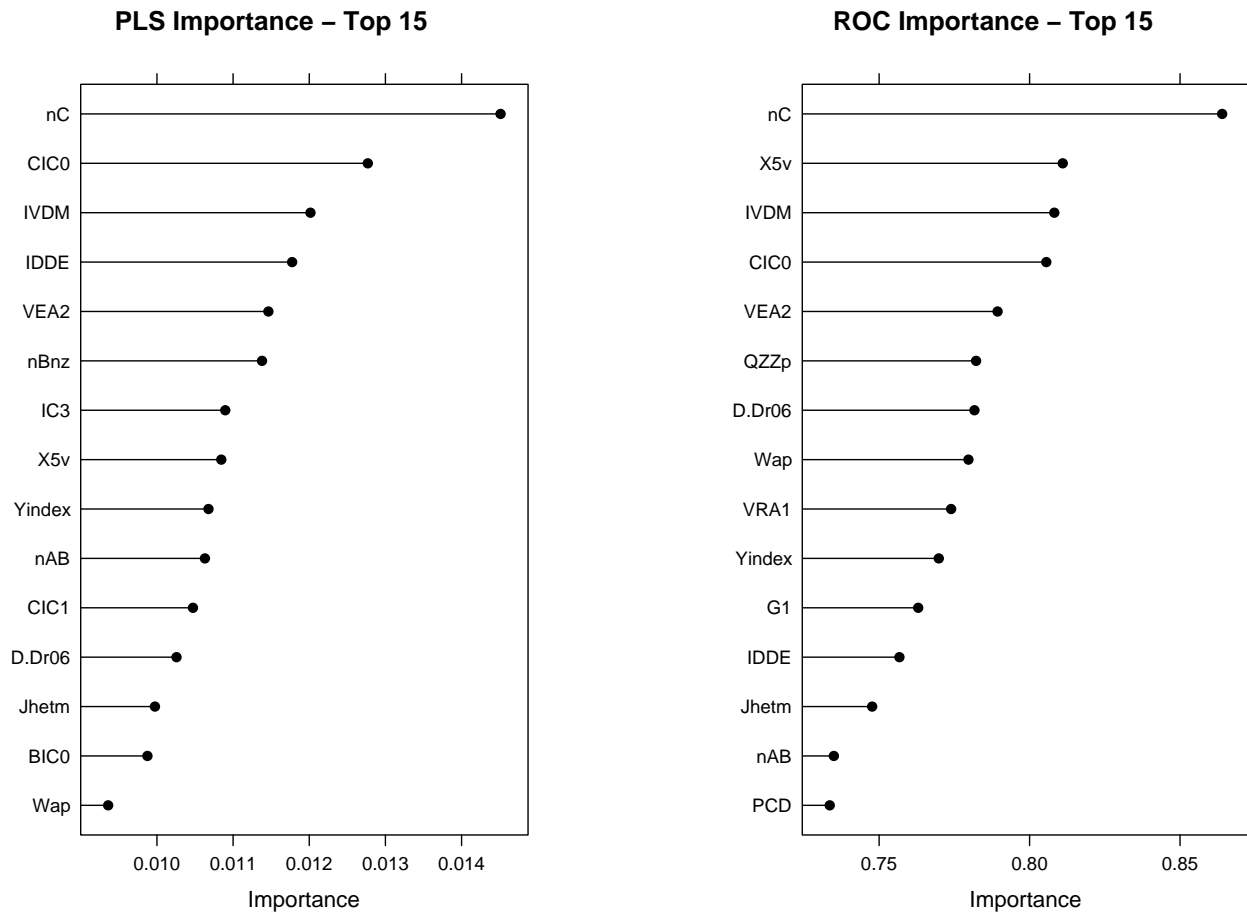 PLS Importance – Top 15
nC
CIC0
IVDM
IDDE
VEA2
nBnz
IC3
X5v
Yindex
nAB
CIC1
D.Dr06
Jhetm
BIC0
Wap
0.010 0.011 0.012 0.013 0.014
Importance
ROC Importance – Top 15
nC
X5v
IVDM
CIC0
VEA2
QZZp
D.Dr06
Wap
VRA1
Yindex
G1
IDDE
Jhetm
nAB
PCD
0.75 0.80 0.85
Importance